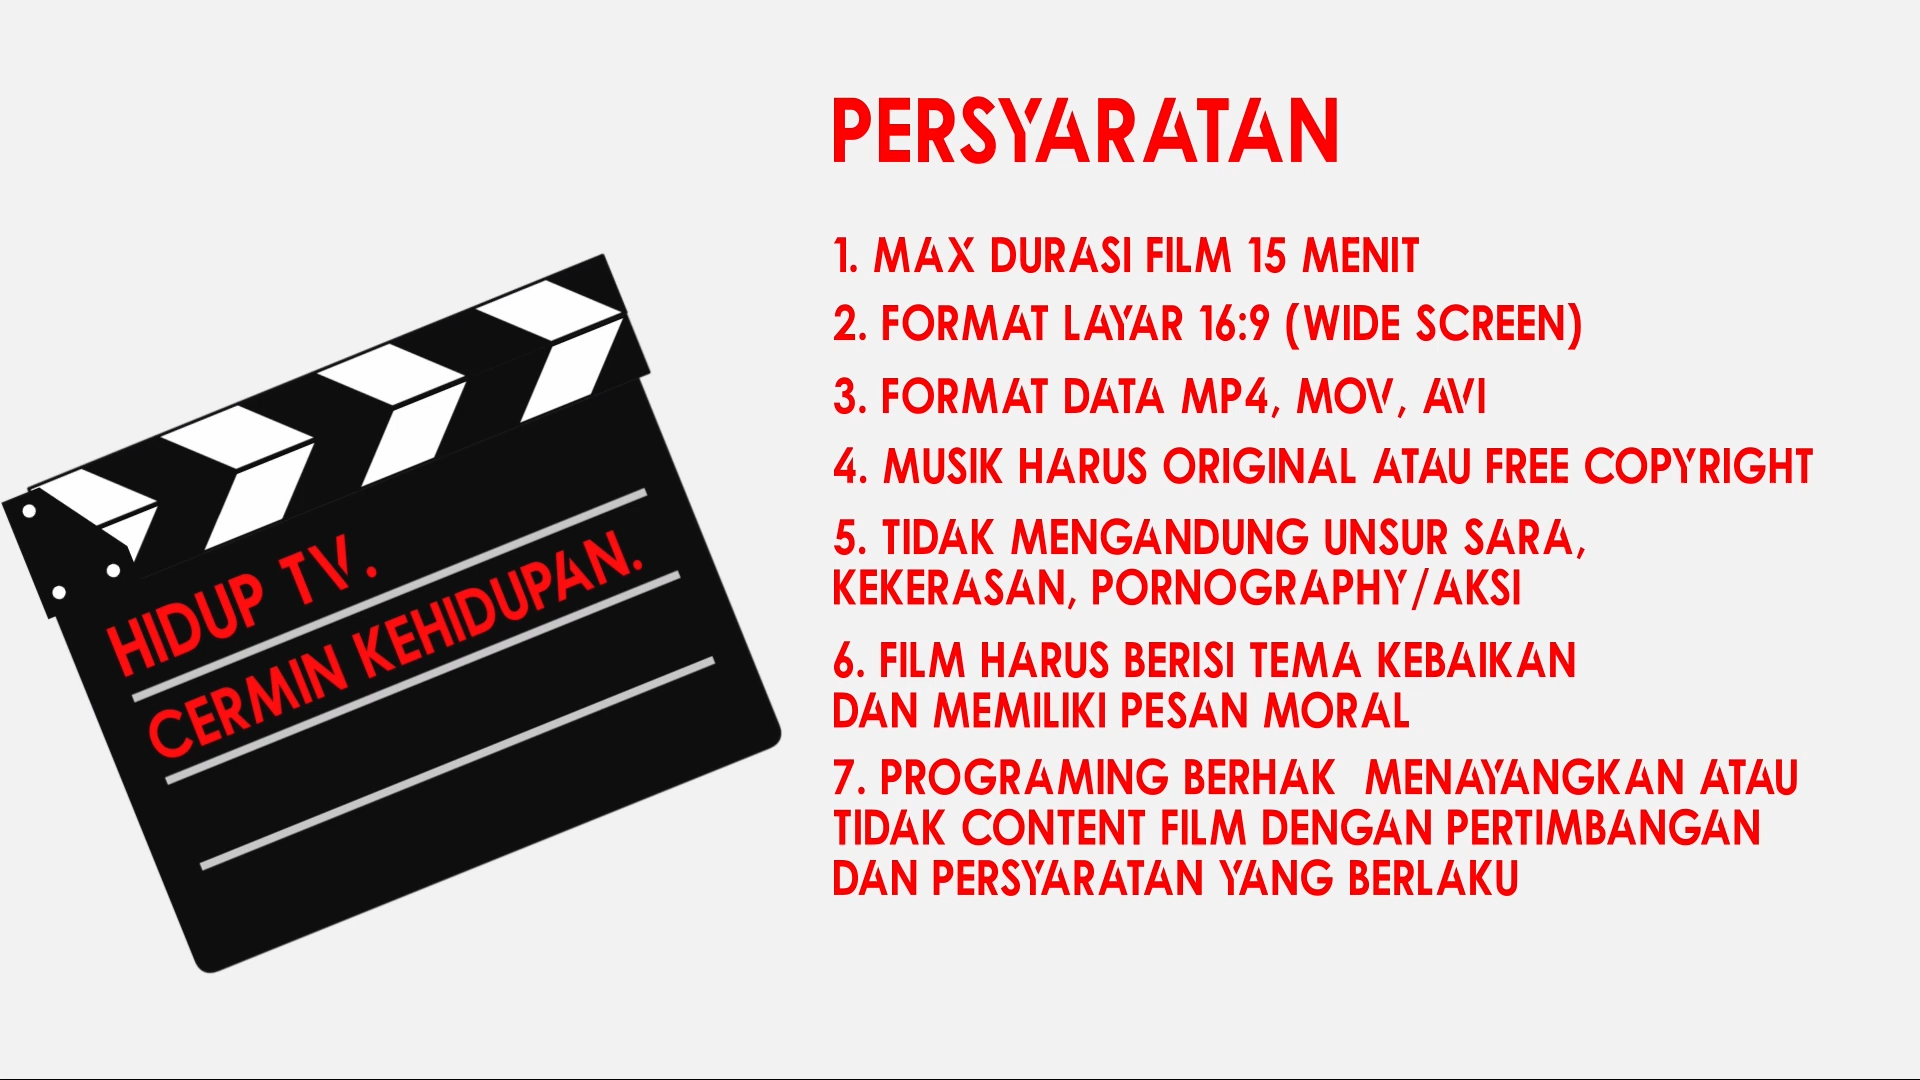 PERSYARATAN
1. MAX DURASI FILM 15 MENIT
2. FORMAT LAYAR 16:9 (WIDE SCREEN)
3. FORMAT DATA MP4, MOV, AVI
4. MUSIK HARUS ORIGINAL ATAU FREE COPYRIGHT
5. TIDAK MENGANDUNG UNSUR SARA,
KEKERASAN, PORNOGRAPHY/AKSI
6. FILM HARUS BERISI TEMA KEBAIKAN
DAN MEMILIKI PESAN MORAL
7. PROGRAMING BERHAK MENAYANGKAN ATAU
TIDAK CONTENT FILM DENGAN PERTIMBANGAN
DAN PERSYARATAN YANG BERLAKU
HIDUP TV.
CERMIN KEHIDUPAN.